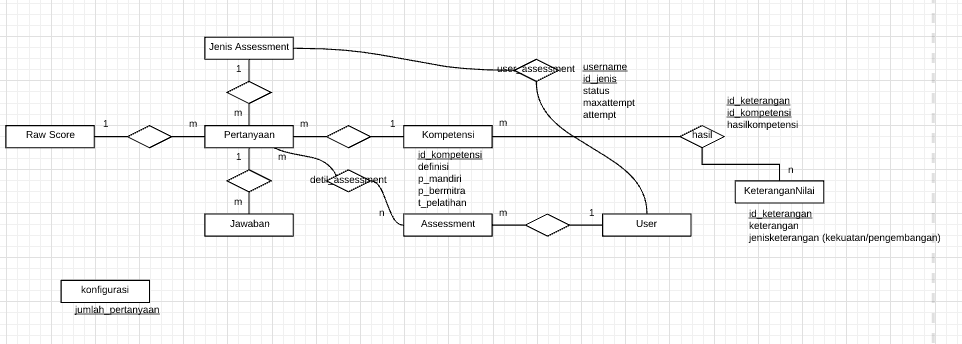 Jenis Assessment
user_assessment
username
id_jenis
status
maxattempt
attempt
1
m
id_keterangan
id_kompetensi
hasilkompetensi
Raw Score
1
m
Pertanyaan
m
1
Kompetensi
m
hasil
1
m
m
detil_assessment
id_kompetensi
definisi
p_mandiri
p_bermitra
t_pelatihan
n
KeteranganNilai
id_keterangan
keterangan
jenisketerangan (kekuatan/pengembangan)
Jawaban
n
Assessment
m
1
User
konfigurasi
jumlah_pertanyaan